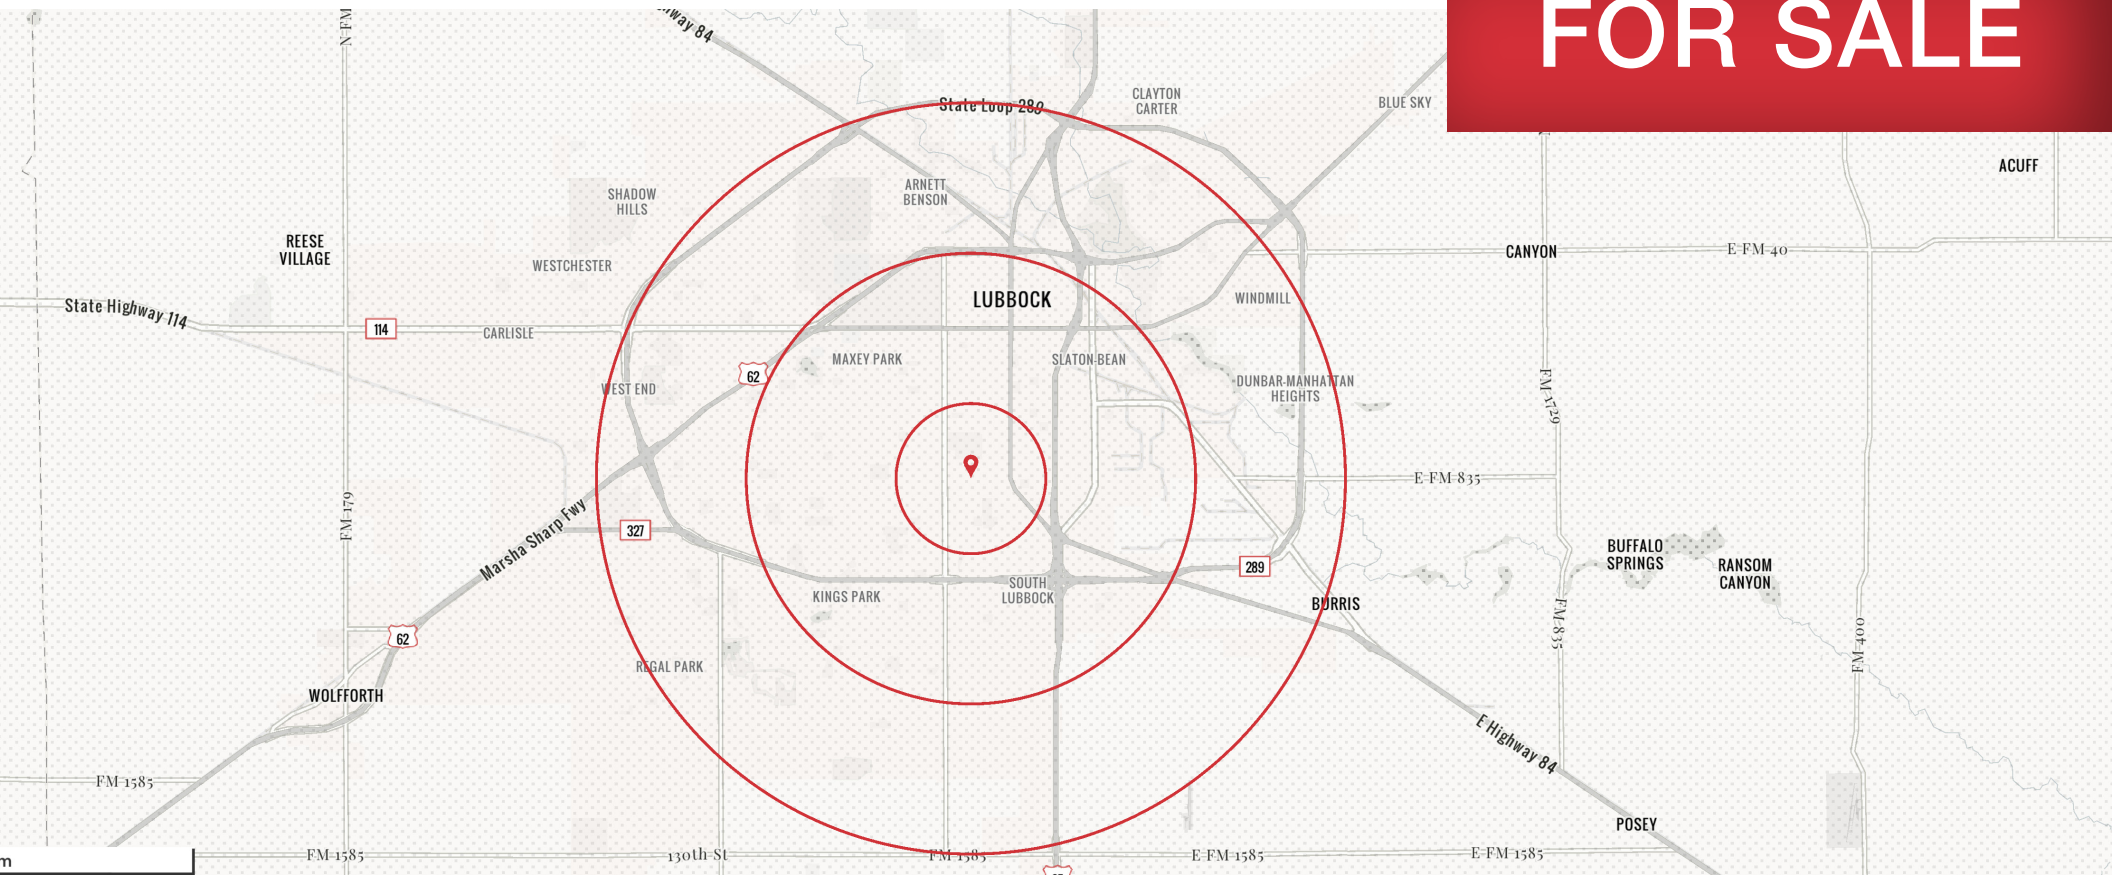 FOR SALE
N FM
hway 84
State Loop 289
CLAYTON
CARTER
BLUE SKY
ACUFF
SHADOW
HILLS
ARNETT
BENSON
REESE
VILLAGE
WESTCHESTER
CANYON
E FM 40
LUBBOCK
WINDMILL
State Highway 114
114
CARLISLE
MAXEY PARK
SLATON-BEAN
62
WEST END
DUNBAR-MANHATTAN
HEIGHTS
FM 1729
E FM 835
FM 179
Marsha Sharp Fwy
327
289
BUFFALO
SPRINGS
RANSOM
CANYON
SOUTH
LUBBOCK
KINGS PARK
BURRIS
FM 835
FM 400
62
REGAL PARK
WOLFFORTH
E Highway 84
FM 1585
POSEY
m
FM 1585
130th St
FM 1585
E FM 1585
E FM 1585